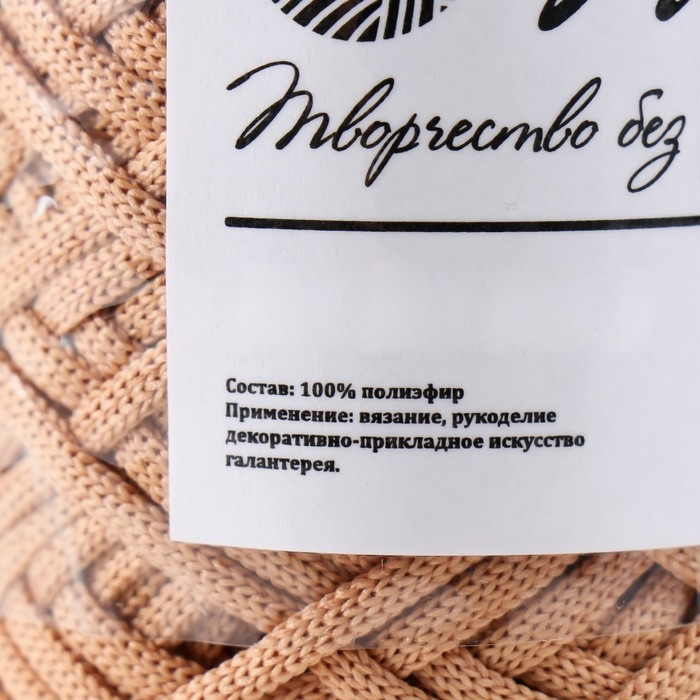 Творчество без
Состав: 100% полиэфир
Применение: вязание, рукоделие
декоративно-прикладное искусство
галантерея.